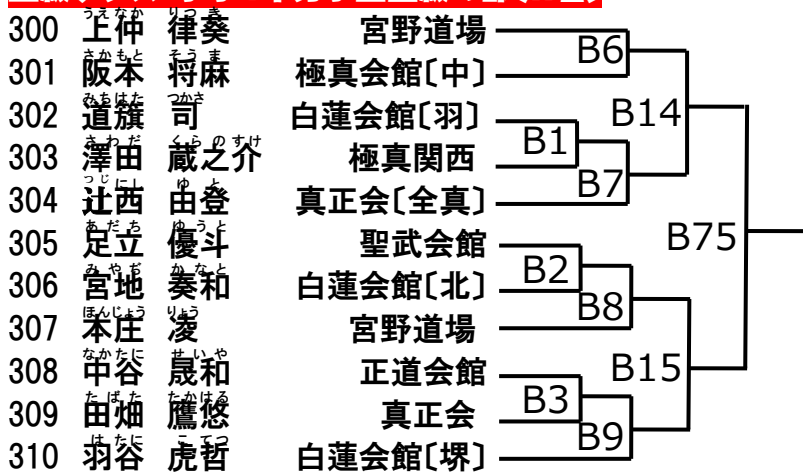 300 上仲 律葵 宮野道場
301 阪本 将麻 極真会館〔中〕
302 道籏 司 白蓮会館〔羽〕
303 澤田 蔵之介 極真関西
304 辻西 由登 真正会〔全真〕
305 足立 優斗 聖武会館
306 宮地 奏和 白蓮会館〔北〕
307 本庄 凌 宮野道場
308 中谷 晟和 正道会館
309 田畑 鷹悠 真正会
310 羽谷 虎哲 白蓮会館〔堺〕
B6
B14
B1
B7
B75
B2
B8
B15
B3
B9